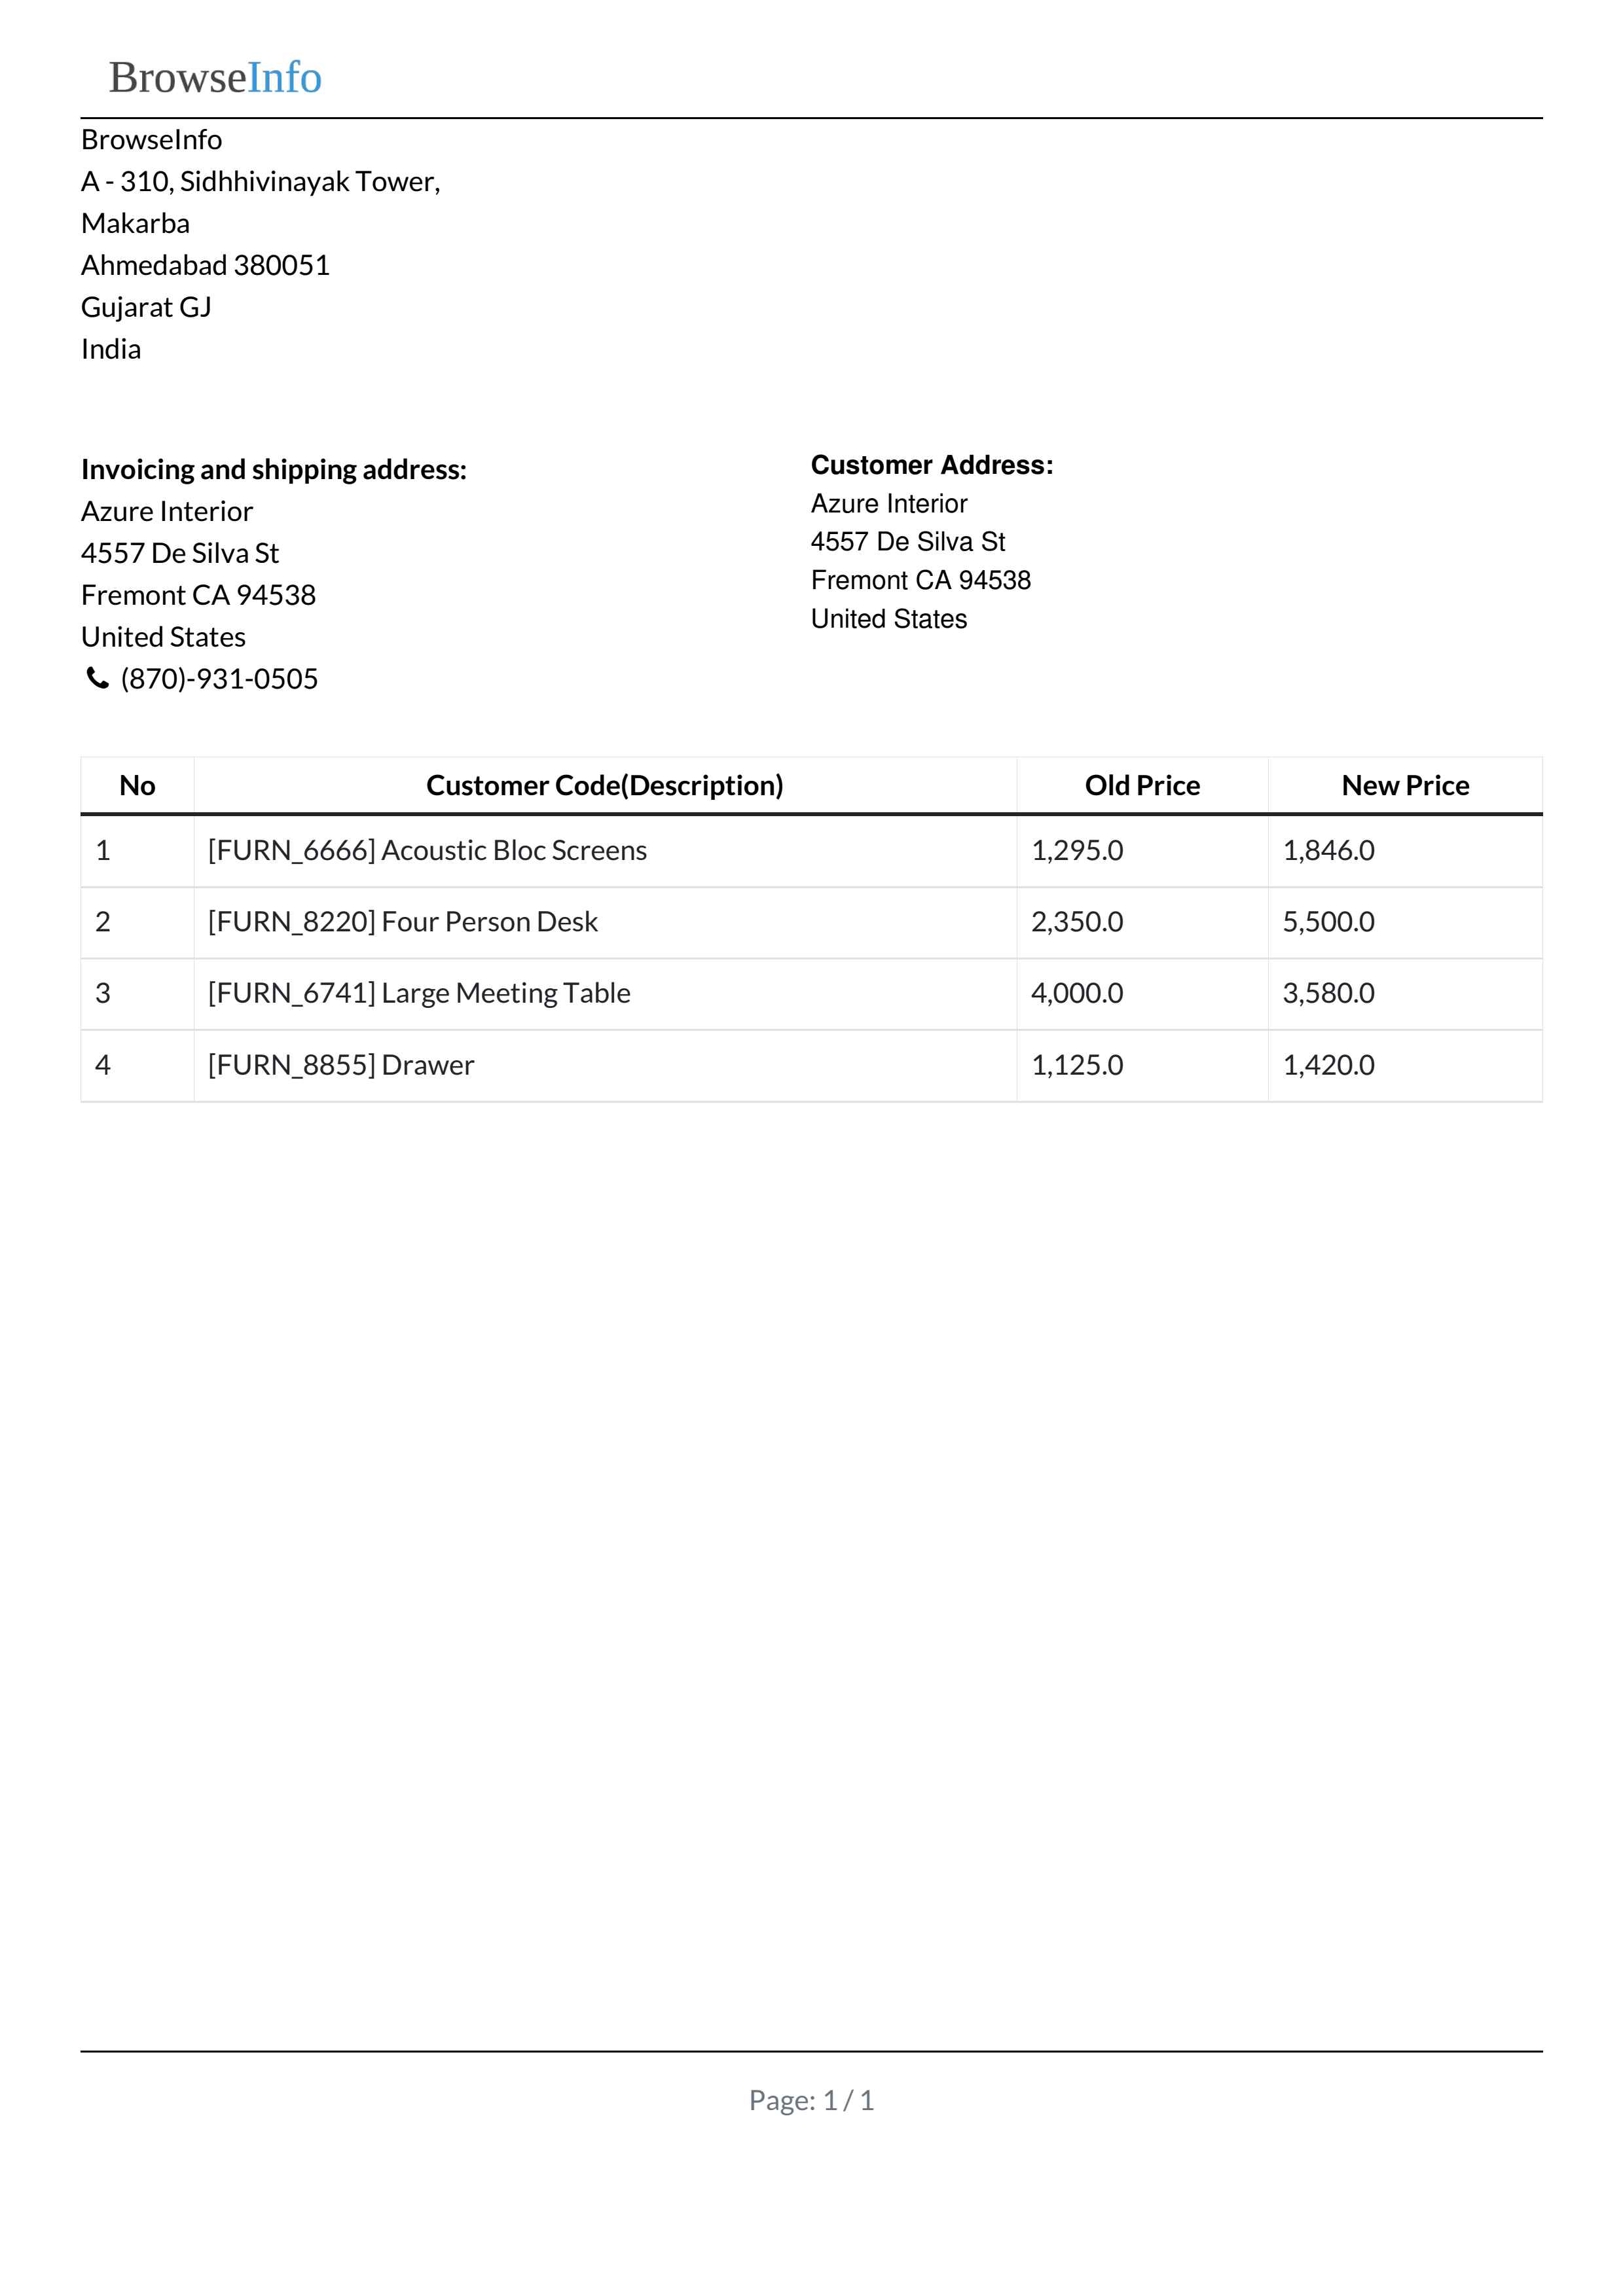 BrowseInfo
BrowseInfo
A - 310, Sidhhivinayak Tower,
Makarba
Ahmedabad 380051
Gujarat GJ
India
Invoicing and shipping address:
Azure Interior
4557 De Silva St
Fremont CA 94538
United States
(870)-931-0505
Customer Address:
Azure Interior
4557 De Silva St
Fremont CA 94538
United States
No Customer Code(Description) Old Price New Price
1 [FURN_6666] Acoustic Bloc Screens 1,295.0 1,846.0
2 [FURN_8220] Four Person Desk 2,350.0 5,500.0
3 [FURN_6741] Large Meeting Table 4,000.0 3,580.0
4 [FURN_8855] Drawer 1,125.0 1,420.0
Page: 1 / 1